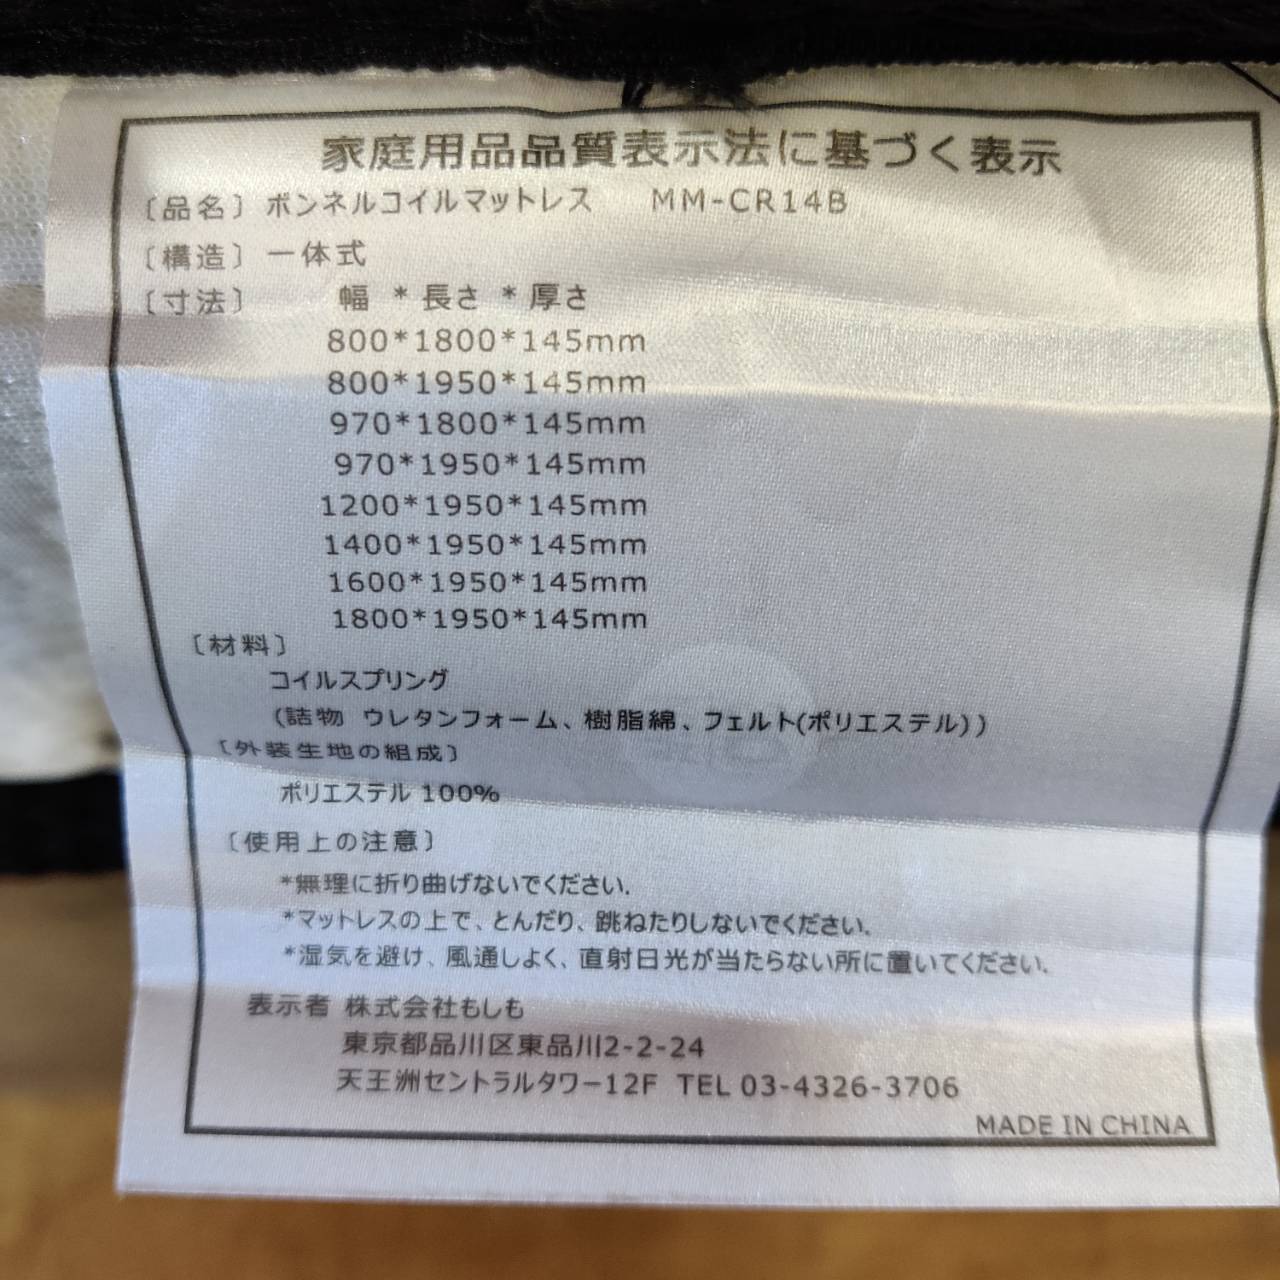 家庭用品品質表示法に基づく表示
〔品名〕 ボンネルコイルマットレス MM-CR14B
〔構造〕 一体式
〔寸法〕 幅 * 長さ * 厚さ
800*1800*145mm
800*1950*145mm
970*1800*145mm
970*1950*145mm
1200*1950*145mm
1400*1950*145mm
1600*1950*145mm
1800*1950*145mm
〔材料〕
コイルスプリング
(詰物 ウレタンフォーム、樹脂綿、フェルト(ポリエステル))
〔外装生地の組成〕
ポリエステル 100%
〔使用上の注意〕
*無理に折り曲げないでください.
*マットレスの上で、とんだり、跳ねたりしないでください.
*湿気を避け、風通しよく、直射日光が当たらない所に置いてください.
表示者 株式会社もしも
東京都品川区東品川2-2-24
天王洲セントラルタワー12F TEL 03-4326-3706
MADE IN CHINA